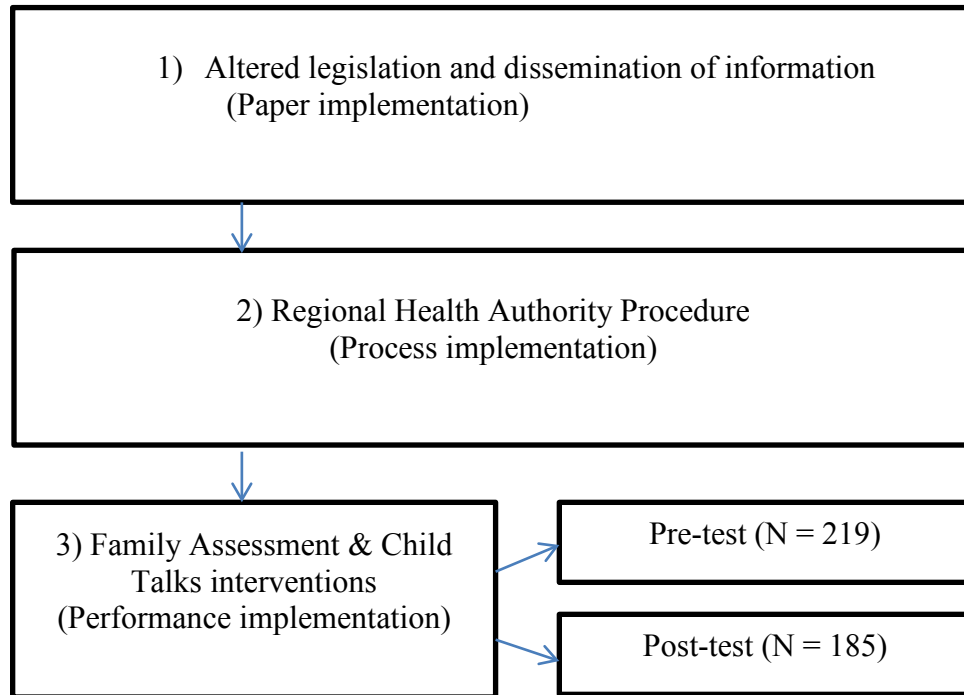 1) Altered legislation and dissemination of information
(Paper implementation)
2) Regional Health Authority Procedure
(Process implementation)
3) Family Assessment & Child
Talks interventions
(Performance implementation)
Pre-test (N = 219)
Post-test (N = 185)